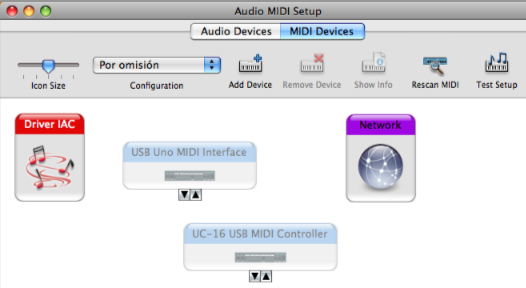 Audio MIDI Setup
Audio Devices MIDI Devices
Por omisión
Icon Size Configuration Add Device Remove Device Show Info Rescan MIDI Test Setup
Driver IAC
Network
USB Uno MIDI Interface
UC-16 USB MIDI Controller